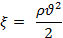 ξ = ρϑ²/2